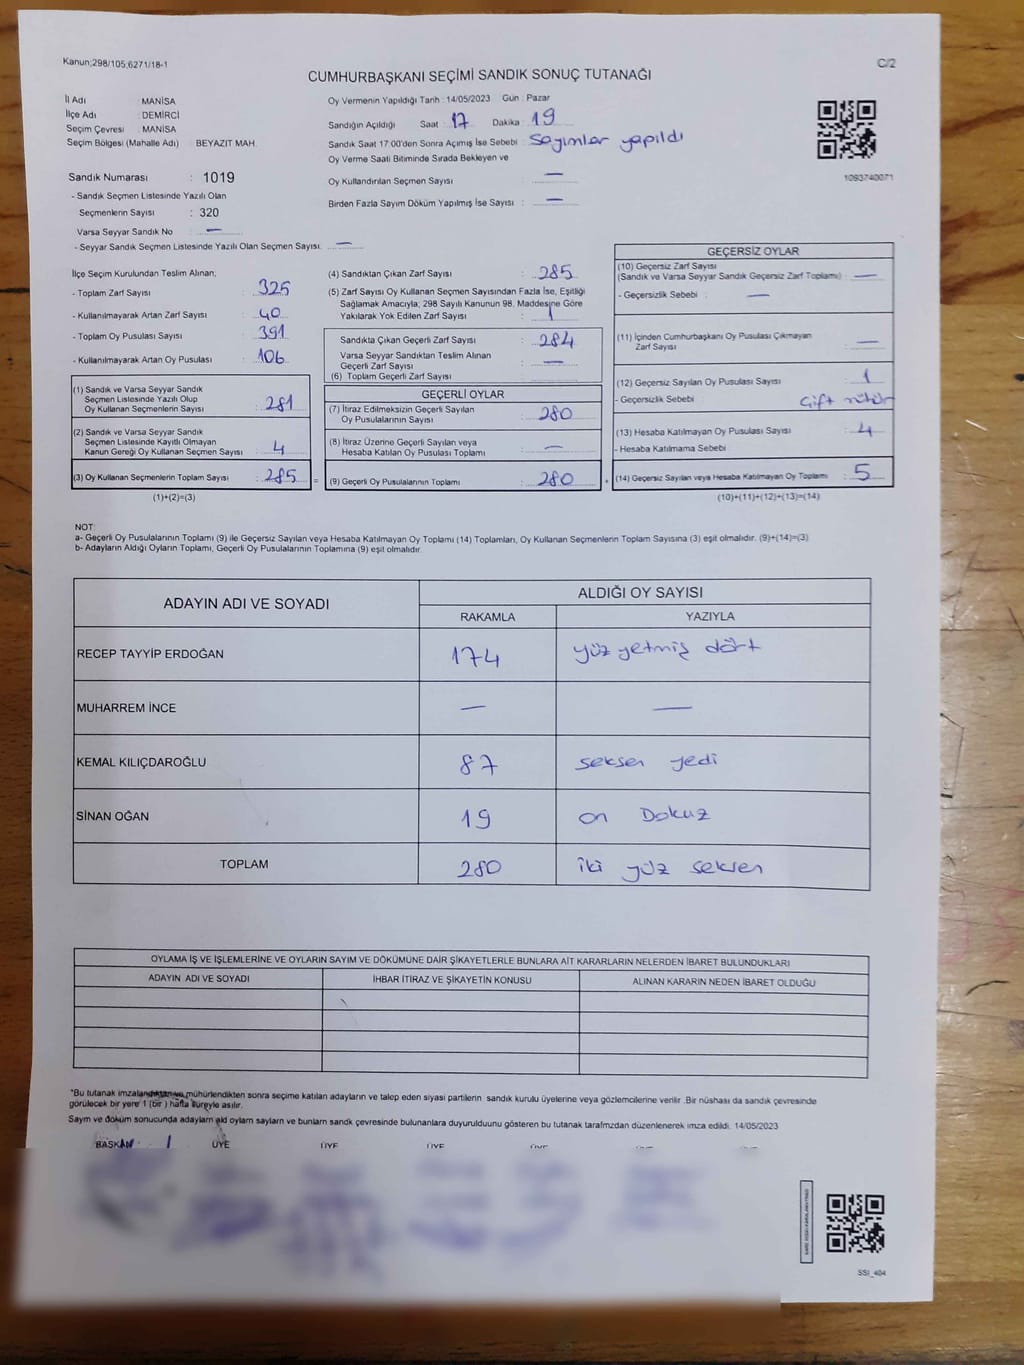 Kanun;298/105;6271/18-1
C/2
CUMHURBAŞKANI SEÇİMİ SANDIK SONUÇ TUTANAĞI
İl Adı : MANİSA
İlçe Adı : DEMİRCİ
Seçim Çevresi : MANİSA
Seçim Bölgesi (Mahalle Adı) : BEYAZIT MAH.
Sandık Numarası : 1019
- Sandık Seçmen Listesinde Yazılı Olan
Seçmenlerin Sayısı : 320
Varsa Seyyar Sandık No : —
- Seyyar Sandık Seçmen Listesinde Yazılı Olan Seçmen Sayısı: —
Oy Vermenin Yapıldığı Tarih : 14/05/2023 Gün : Pazar
Sandığın Açıldığı Saat : 17 Dakika : 19
Sandık Saat 17:00'den Sonra Açılmış İse Sebebi : Sayımlar yapıldı
Oy Verme Saati Bitiminde Sırada Bekleyen ve
Oy Kullandırılan Seçmen Sayısı : —
Birden Fazla Sayım Döküm Yapılmış İse Sayısı : —
1093740071
İlçe Seçim Kurulundan Teslim Alınan;
- Toplam Zarf Sayısı : 325
- Kullanılmayarak Artan Zarf Sayısı : 40
- Toplam Oy Pusulası Sayısı : 391
- Kullanılmayarak Artan Oy Pusulası : 106
(1) Sandık ve Varsa Seyyar Sandık
Seçmen Listesinde Yazılı Olup
Oy Kullanan Seçmenlerin Sayısı : 281
(2) Sandık ve Varsa Seyyar Sandık
Seçmen Listesinde Kayıtlı Olmayan
Kanun Gereği Oy Kullanan Seçmen Sayısı : 4
(3) Oy Kullanan Seçmenlerin Toplam Sayısı : 285 =
(1)+(2)=(3)
(4) Sandıktan Çıkan Zarf Sayısı : 285
(5) Zarf Sayısı Oy Kullanan Seçmen Sayısından Fazla İse, Eşitliği
Sağlamak Amacıyla; 298 Sayılı Kanunun 98. Maddesine Göre
Yakılarak Yok Edilen Zarf Sayısı : 1
Sandıkta Çıkan Geçerli Zarf Sayısı : 284
Varsa Seyyar Sandıktan Teslim Alınan
Geçerli Zarf Sayısı : —
(6) Toplam Geçerli Zarf Sayısı :
GEÇERLİ OYLAR
(7) İtiraz Edilmeksizin Geçerli Sayılan
Oy Pusulalarının Sayısı : 280
(8) İtiraz Üzerine Geçerli Sayılan veya
Hesaba Katılan Oy Pusulası Toplamı : —
(9) Geçerli Oy Pusulalarının Toplamı : 280 +
GEÇERSİZ OYLAR
(10) Geçersiz Zarf Sayısı
(Sandık ve Varsa Seyyar Sandık Geçersiz Zarf Toplamı) : —
- Geçersizlik Sebebi : —
(11) İçinden Cumhurbaşkanı Oy Pusulası Çıkmayan
Zarf Sayısı : —
(12) Geçersiz Sayılan Oy Pusulası Sayısı : 1
- Geçersizlik Sebebi : Çift
(13) Hesaba Katılmayan Oy Pusulası Sayısı : 4
- Hesaba Katılmama Sebebi
(14) Geçersiz Sayılan veya Hesaba Katılmayan Oy Toplamı : 5
(10)+(11)+(12)+(13)=(14)
NOT:
a- Geçerli Oy Pusulalarının Toplamı (9) ile Geçersiz Sayılan veya Hesaba Katılmayan Oy Toplamı (14) Toplamları, Oy Kullanan Seçmenlerin Toplam Sayısına (3) eşit olmalıdır. (9)+(14)=(3)
b- Adayların Aldığı Oyların Toplamı, Geçerli Oy Pusulalarının Toplamına (9) eşit olmalıdır.
ADAYIN ADI VE SOYADI
ALDIĞI OY SAYISI
RAKAMLA YAZIYLA
RECEP TAYYİP ERDOĞAN 174 yüz yetmiş dört
MUHARREM İNCE — —
KEMAL KILIÇDAROĞLU 87 seksen yedi
SİNAN OĞAN 19 on Dokuz
TOPLAM 280 iki yüz seksen
OYLAMA İŞ VE İŞLEMLERİNE VE OYLARIN SAYIM VE DÖKÜMÜNE DAİR ŞİKAYETLERLE BUNLARA AİT KARARLARIN NELERDEN İBARET BULUNDUKLARI
ADAYIN ADI VE SOYADI İHBAR İTİRAZ VE ŞİKAYETİN KONUSU ALINAN KARARIN NEDEN İBARET OLDUĞU
"Bu tutanak imzalandıktan ve mühürlendikten sonra seçime katılan adayların ve talep eden siyasi partilerin sandık kurulu üyelerine veya gözlemcilerine verilir .Bir nüshası da sandık çevresinde
görülecek bir yere 1 (bir ) hafta süreyle asılır.
Sayım ve döküm sonucunda adayların ald oyların sayların ve bunların sandk çevresinde bulunanlara duyurulduunu gösteren bu tutanak tarafmzdan düzenlenerek imza edildi. 14/05/2023
BAŞKAN ÜYE ÜYE ÜYE ÜYE
SSI_404